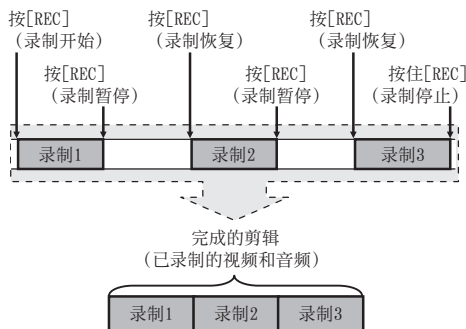 按[REC]
(录制开始)
按[REC]
(录制恢复)
按[REC]
(录制恢复)
按[REC]
(录制暂停)
按[REC]
(录制暂停)
按住[REC]
(录制停止)
录制1
录制2
录制3
完成的剪辑
(已录制的视频和音频)
录制1
录制2
录制3